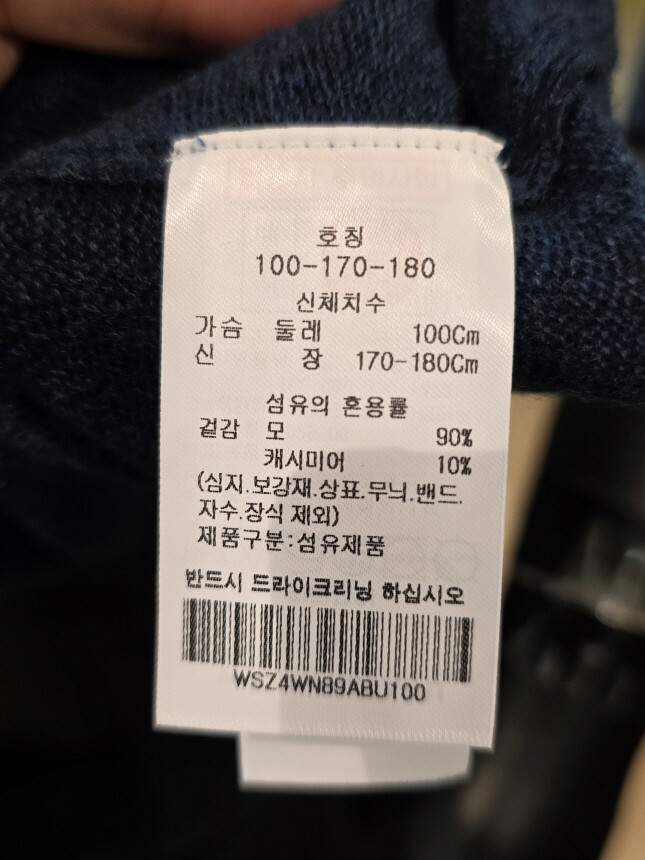 호칭
100-170-180
신체치수
가슴 둘레 100Cm
신 장 170-180Cm
섬유의 혼용률
겉감 모 90%
캐시미어 10%
(심지.보강재.상표.무늬.밴드.
자수.장식 제외)
제품구분:섬유제품
반드시 드라이크리닝 하십시오
WSZ4WN89ABU100